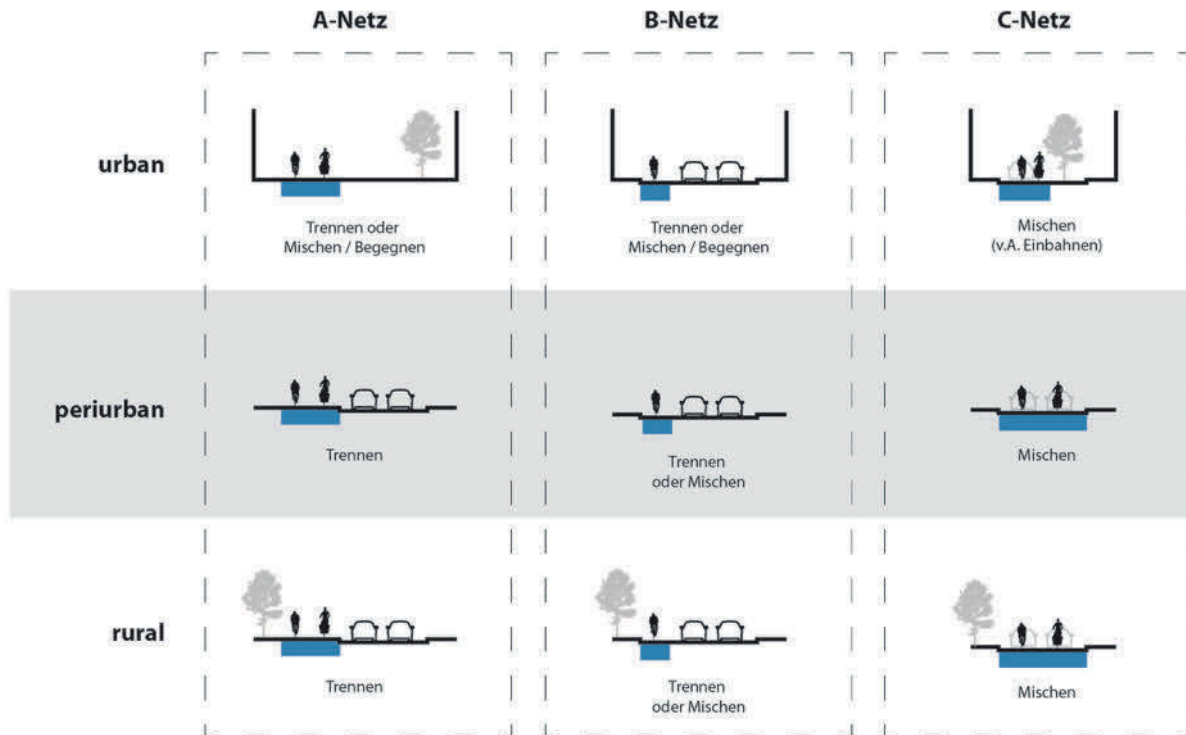 A-Netz
B-Netz
C-Netz
urban
Trennen oder
Mischen / Begegnen
Trennen oder
Mischen / Begegnen
Mischen
(v.A. Einbahnen)
periurban
Trennen
Trennen
oder Mischen
Mischen
rural
Trennen
Trennen
oder Mischen
Mischen